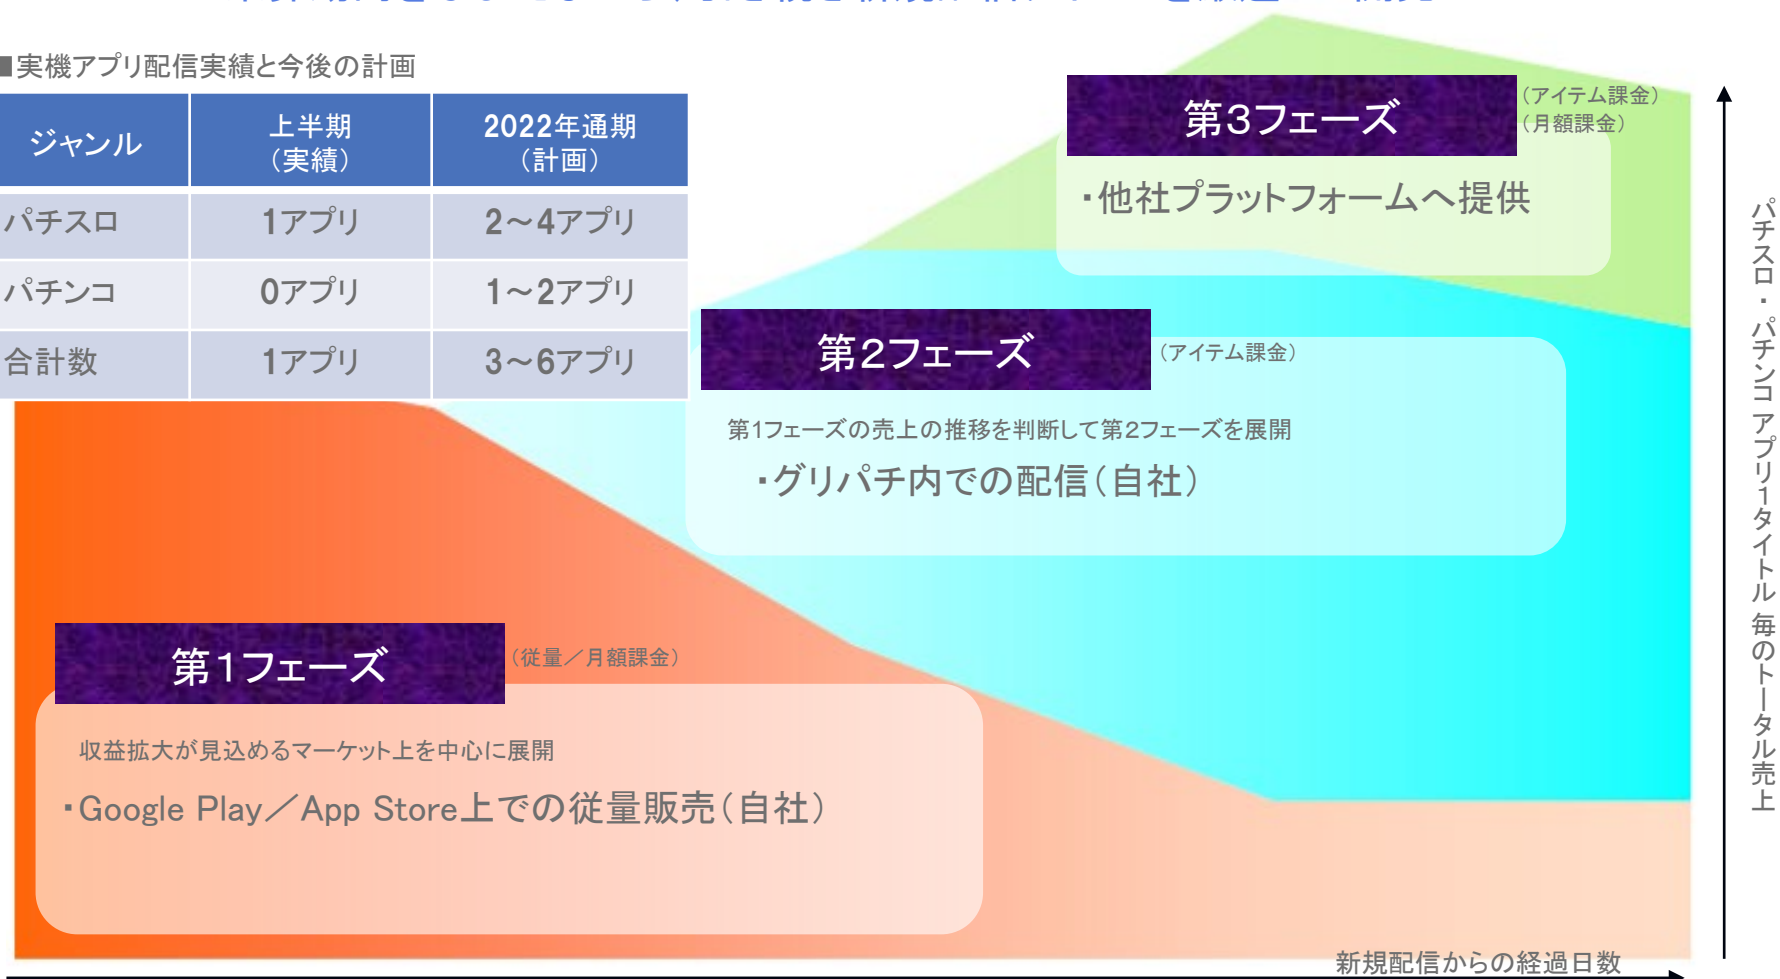 ■実機アプリ配信実績と今後の計画
ジャンル 上半期（実績） 2022年通期（計画）
パチスロ 1アプリ 2～4アプリ
パチンコ 0アプリ 1～2アプリ
合計数 1アプリ 3～6アプリ
第3フェーズ
（アイテム課金）
（月額課金）
・他社プラットフォームへ提供
第2フェーズ
（アイテム課金）
第1フェーズの売上の推移を判断して第2フェーズを展開
・グリパチ内での配信（自社）
第1フェーズ
（従量／月額課金）
収益拡大が見込めるマーケット上を中心に展開
・Google Play／App Store上での従量販売（自社）
パチスロ・パチンコ アプリ1タイトル 毎のトータル売上
新規配信からの経過日数